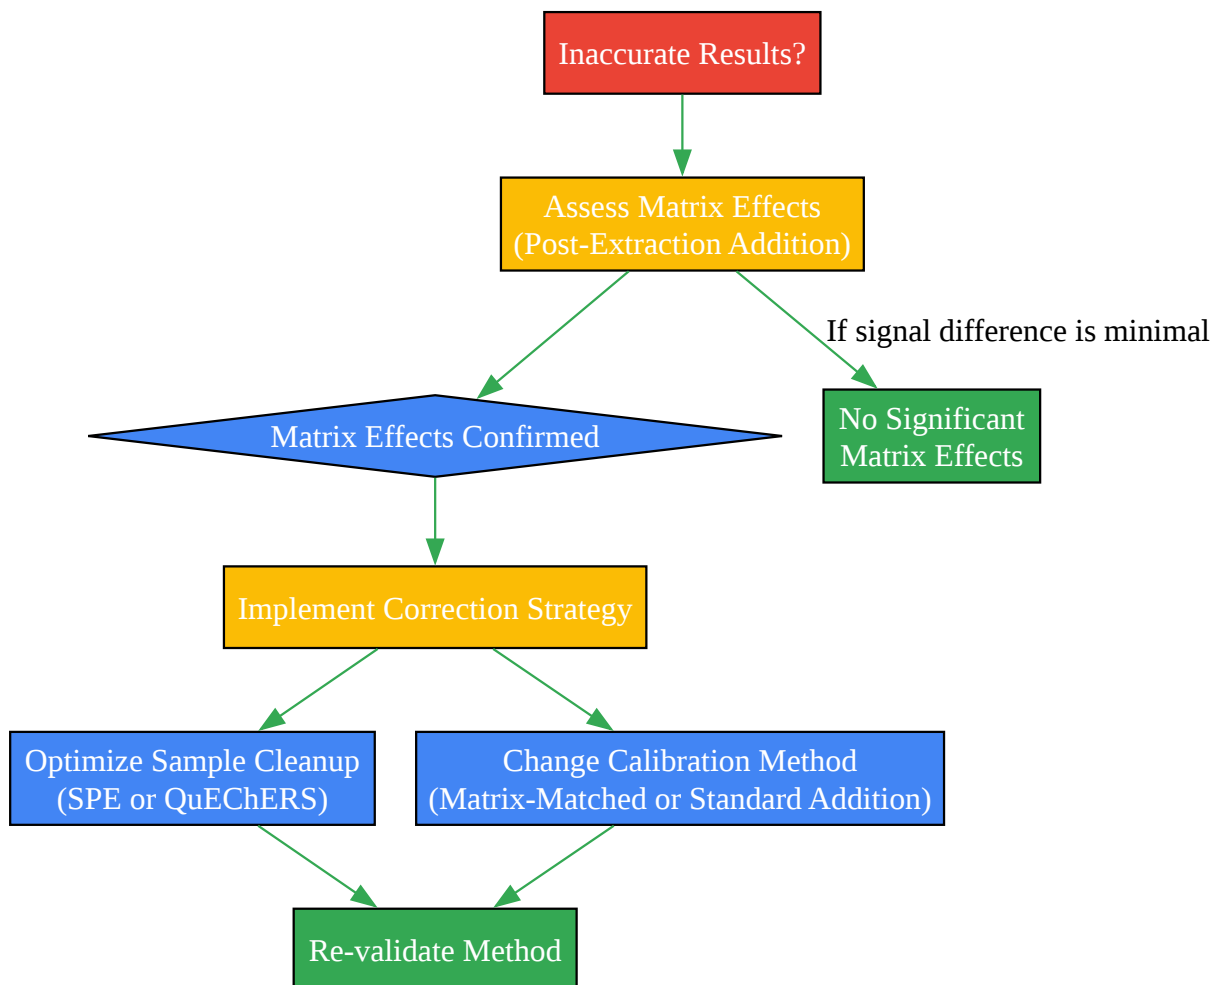 Inaccurate Results?
Assess Matrix Effects
(Post-Extraction Addition)
If signal difference is minimal
Matrix Effects Confirmed
No Significant
Matrix Effects
Implement Correction Strategy
Optimize Sample Cleanup
(SPE or QuEChERS)
Change Calibration Method
(Matrix-Matched or Standard Addition)
Re-validate Method